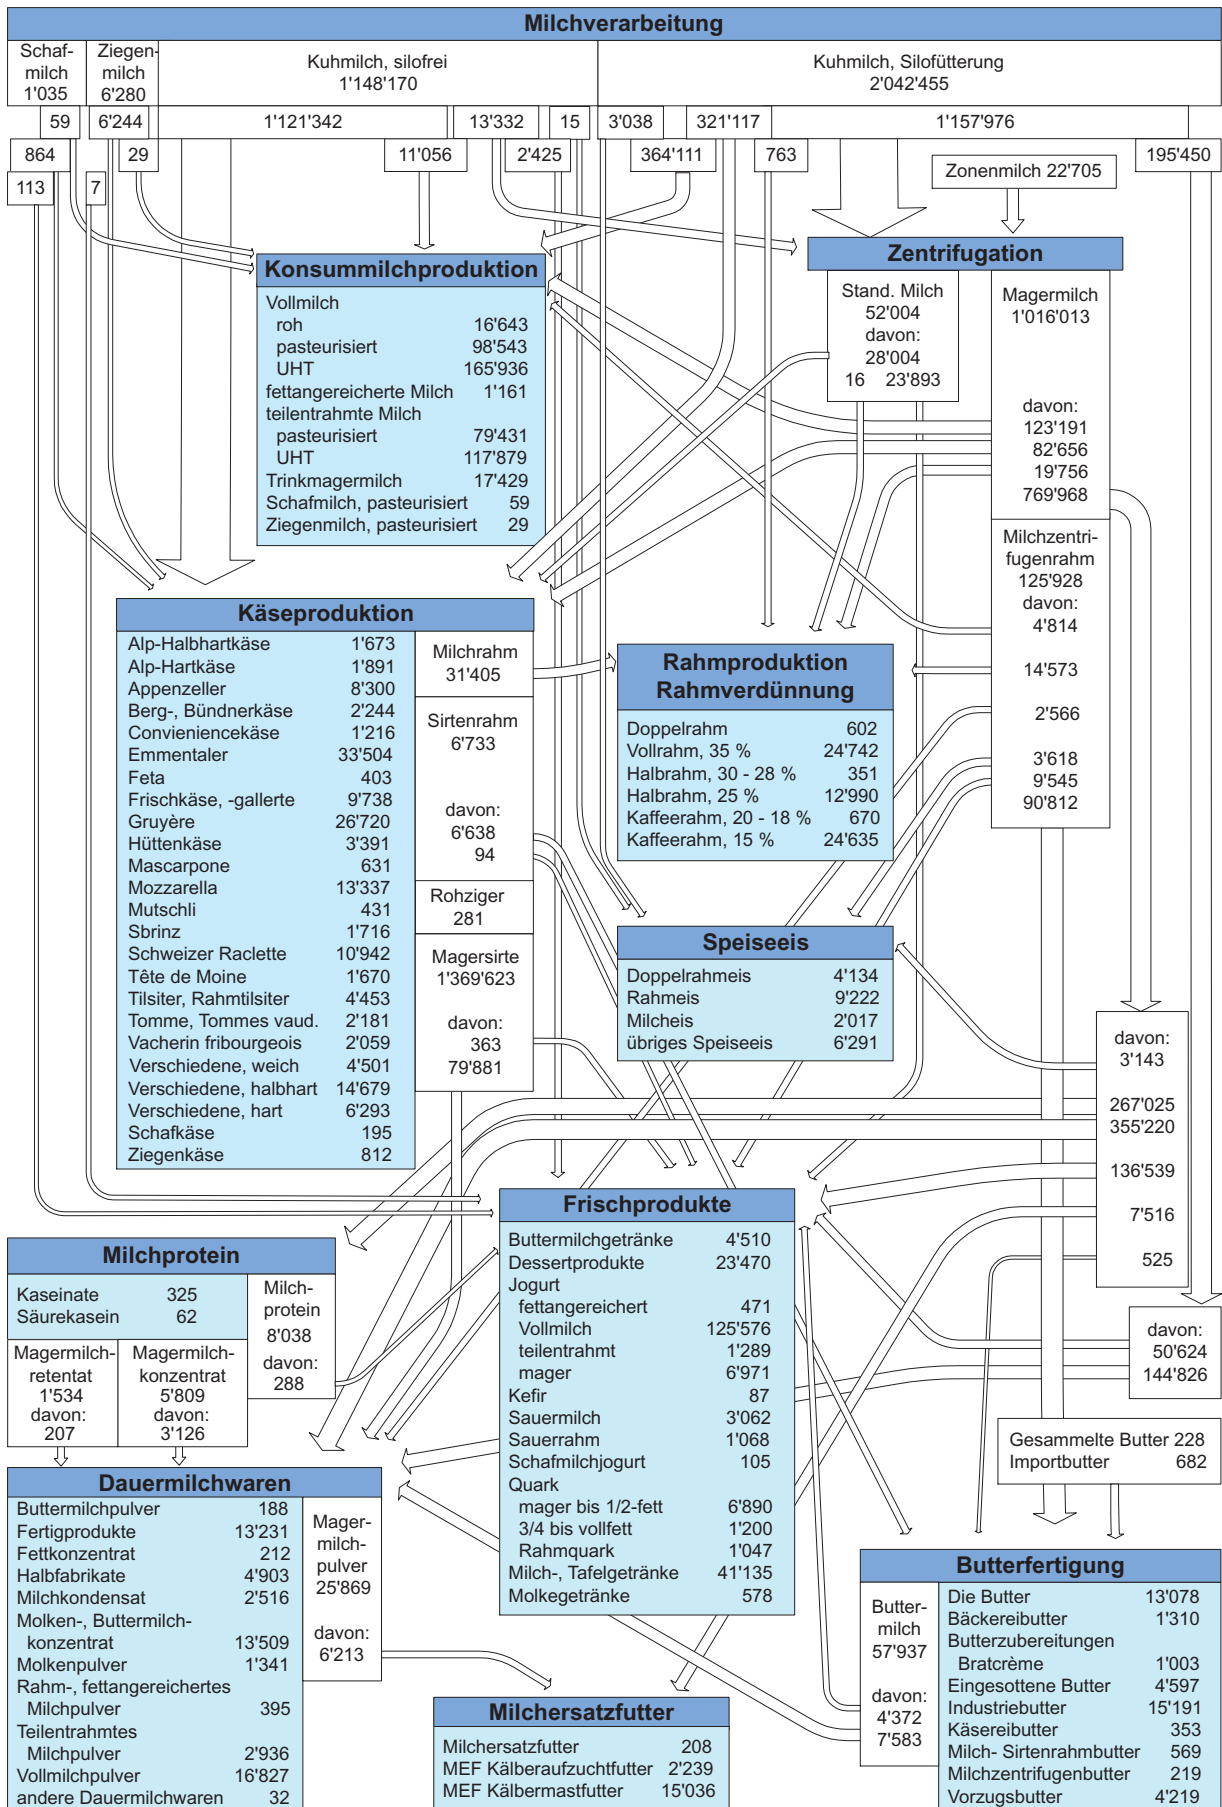 Milchverarbeitung
Schaf-
milch
1'035
Ziegen-
milch
6'280
Kuhmilch, silofrei
1'148'170
Kuhmilch, Silofütterung
2'042'455
59
6'244
1'121'342
13'332
15
3'038
321'117
1'157'976
864
29
11'056
2'425
364'111
763
195'450
113
7
Zonenmilch 22'705
Konsummilchproduktion
Vollmilch
roh 16'643
pasteurisiert 98'543
UHT 165'936
fettangereicherte Milch 1'161
teilentrahmte Milch
pasteurisiert 79'431
UHT 117'879
Trinkmagermilch 17'429
Schafmilch, pasteurisiert 59
Ziegenmilch, pasteurisiert 29
Zentrifugation
Stand. Milch
52'004
davon:
28'004
16 23'893
Magermilch
1'016'013
davon:
123'191
82'656
19'756
769'968
Milchzentri-
fugenrahm
125'928
davon:
4'814
14'573
2'566
3'618
9'545
90'812
Käseproduktion
Alp-Halbhartkäse 1'673
Alp-Hartkäse 1'891
Appenzeller 8'300
Berg-, Bündnerkäse 2'244
Convieniencekäse 1'216
Emmentaler 33'504
Feta 403
Frischkäse, -gallerte 9'738
Gruyère 26'720
Hüttenkäse 3'391
Mascarpone 631
Mozzarella 13'337
Mutschli 431
Sbrinz 1'716
Schweizer Raclette 10'942
Tête de Moine 1'670
Tilsiter, Rahmtilsiter 4'453
Tomme, Tommes vaud. 2'181
Vacherin fribourgeois 2'059
Verschiedene, weich 4'501
Verschiedene, halbhart 14'679
Verschiedene, hart 6'293
Schafkäse 195
Ziegenkäse 812
Milchrahm
31'405
Sirtenrahm
6'733
davon:
6'638
94
Rohziger
281
Magersirte
1'369'623
davon:
363
79'881
Rahmproduktion
Rahmverdünnung
Doppelrahm 602
Vollrahm, 35 % 24'742
Halbrahm, 30 - 28 % 351
Halbrahm, 25 % 12'990
Kaffeerahm, 20 - 18 % 670
Kaffeerahm, 15 % 24'635
Speiseeis
Doppelrahmeis 4'134
Rahmeis 9'222
Milcheis 2'017
übriges Speiseeis 6'291
davon:
3'143
267'025
355'220
136'539
7'516
525
Milchprotein
Kaseinate 325
Säurekasein 62
Milch-
protein
8'038
davon:
288
Magermilch-
retentat
1'534
davon:
207
Magermilch-
konzentrat
5'809
davon:
3'126
Frischprodukte
Buttermilchgetränke 4'510
Dessertprodukte 23'470
Jogurt
fettangereichert 471
Vollmilch 125'576
teilentrahmt 1'289
mager 6'971
Kefir 87
Sauermilch 3'062
Sauerrahm 1'068
Schafmilchjogurt 105
Quark
mager bis 1/2-fett 6'890
3/4 bis vollfett 1'200
Rahmquark 1'047
Milch-, Tafelgetränke 41'135
Molkegetränke 578
davon:
50'624
144'826
Gesammelte Butter 228
Importbutter 682
Dauermilchwaren
Buttermilchpulver 188
Fertigprodukte 13'231
Fettkonzentrat 212
Halbfabrikate 4'903
Milchkondensat 2'516
Molken-, Buttermilch-
konzentrat 13'509
Molkenpulver 1'341
Rahm-, fettangereichertes
Milchpulver 395
Teilentrahmtes
Milchpulver 2'936
Vollmilchpulver 16'827
andere Dauermilchwaren 32
Mager-
milch-
pulver
25'869
davon:
6'213
Milchersatzfutter
Milchersatzfutter 208
MEF Kälberaufzuchtfutter 2'239
MEF Kälbermastfutter 15'036
Butterfertigung
Butter-
milch
57'937
davon:
4'372
7'583
Die Butter 13'078
Bäckereibutter 1'310
Butterzubereitungen
Bratcrème 1'003
Eingesottene Butter 4'597
Industriebutter 15'191
Käsereibutter 353
Milch- Sirtenrahmbutter 569
Milchzentrifugenbutter 219
Vorzugsbutter 4'219